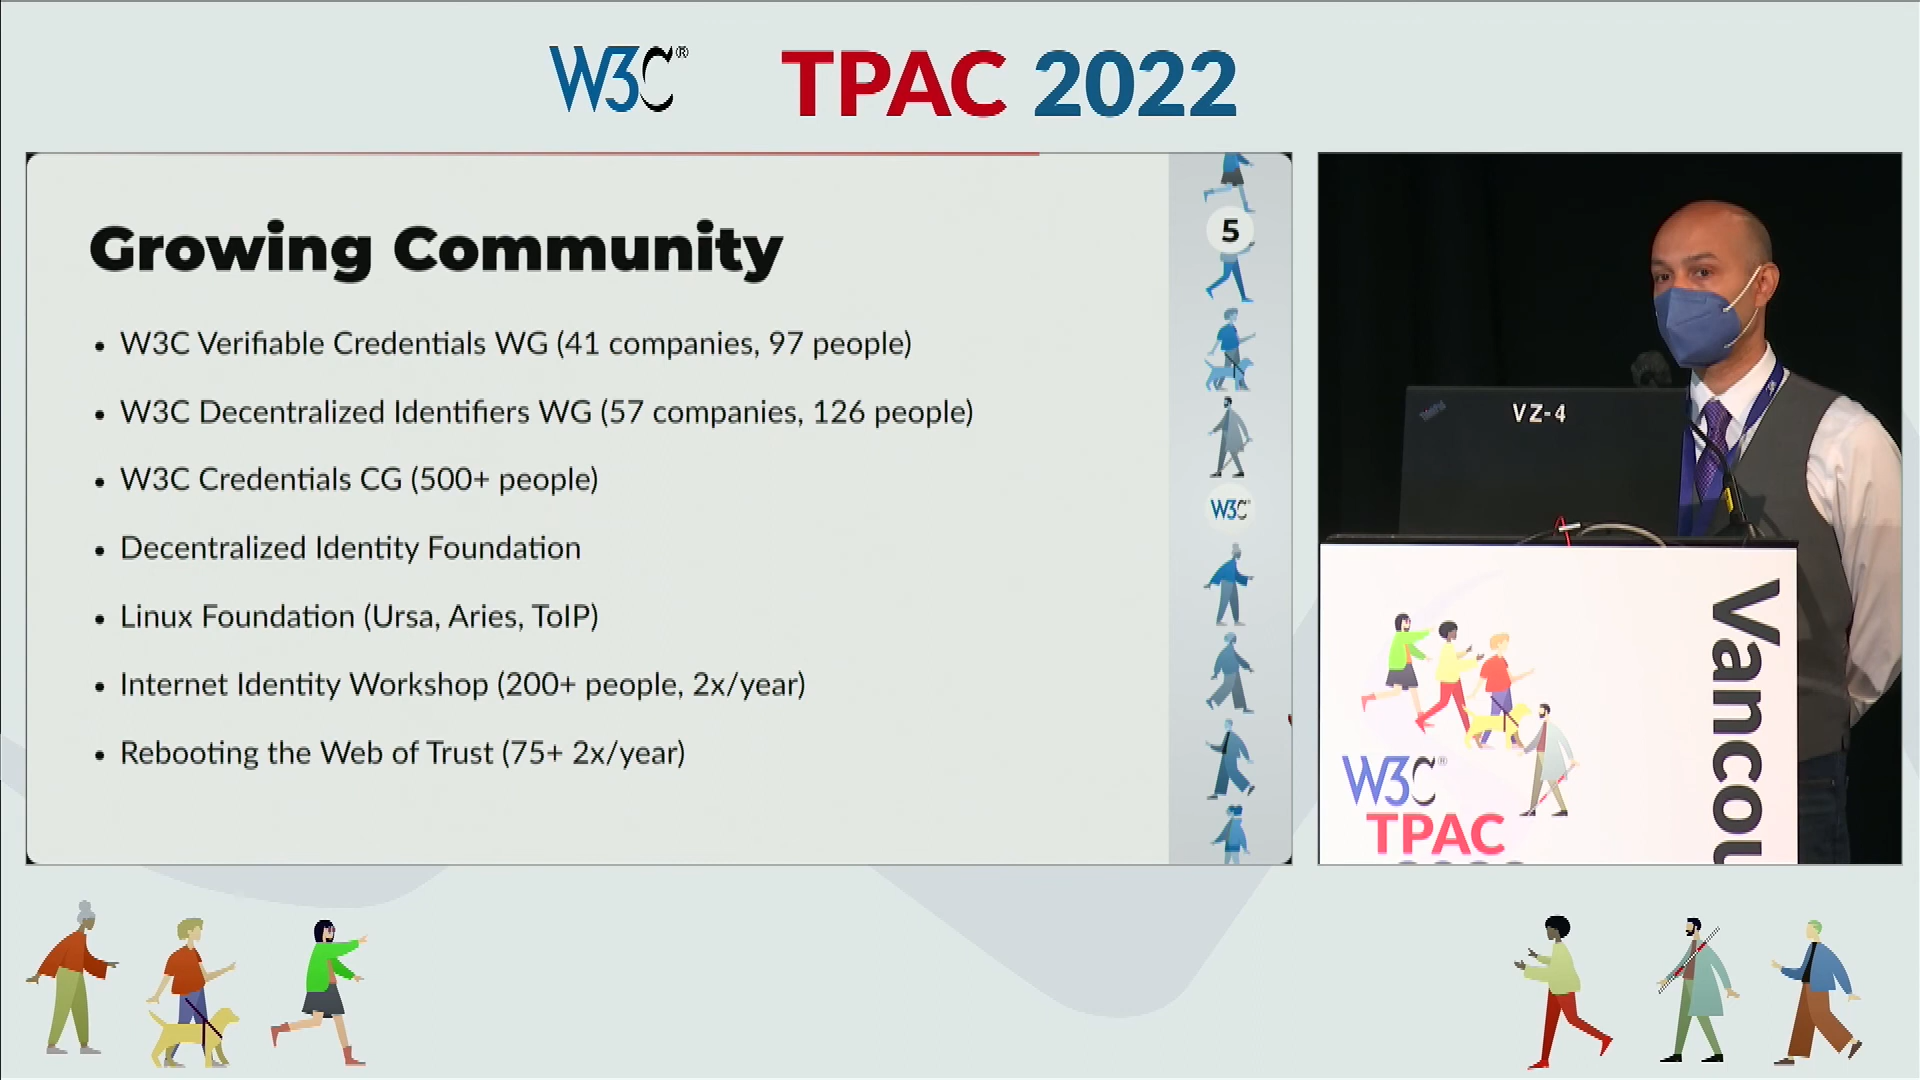 W3C®
TPAC 2022
Growing Community
5
• W3C Verifiable Credentials WG (41 companies, 97 people)
• W3C Decentralized Identifiers WG (57 companies, 126 people)
• W3C Credentials CG (500+ people)
• Decentralized Identity Foundation
• Linux Foundation (Ursa, Aries, ToIP)
• Internet Identity Workshop (200+ people, 2x/year)
• Rebooting the Web of Trust (75+ 2x/year)
W3C®
ThinkPad
VZ-4
W3C®
TPAC
Vancou